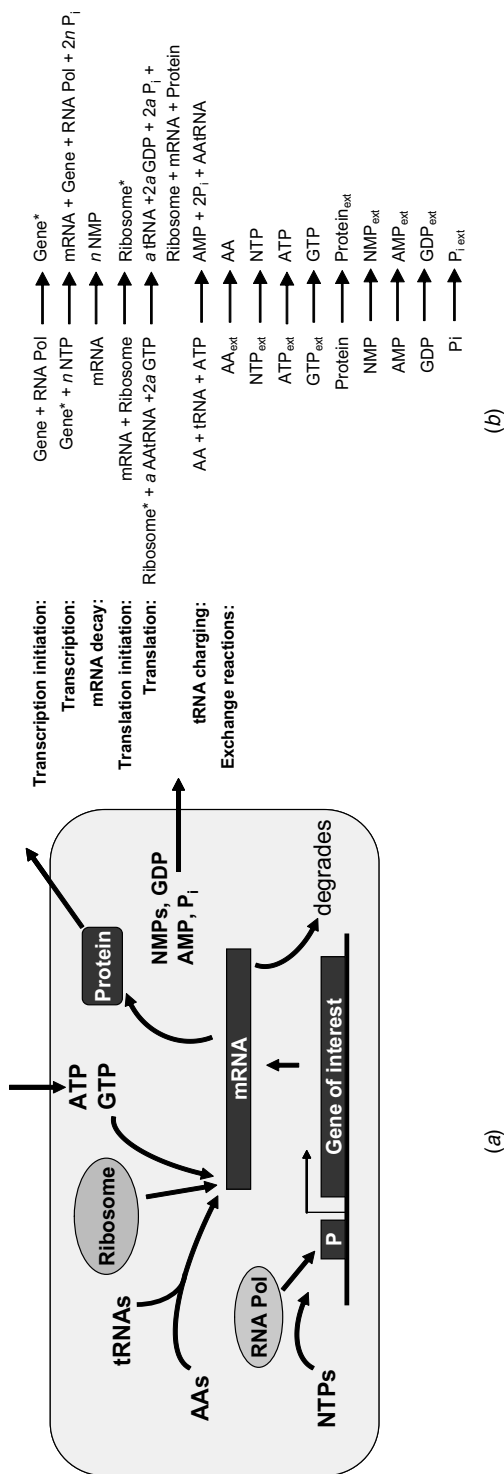 ATP
GTP
Ribosome
tRNAs
AAs
Protein
NMPs, GDP
AMP, Pi
mRNA
RNA Pol
NTPs
P
Gene of interest
degrades
(a)
Transcription initiation: Gene + RNA Pol → Gene*
Transcription: Gene* + n NTP → mRNA + Gene + RNA Pol + 2n Pi
mRNA decay: mRNA → n NMP
Translation initiation: mRNA + Ribosome → Ribosome*
Translation: Ribosome* + a AAtRNA +2a GTP → a tRNA +2a GDP + 2a Pi +
Ribosome + mRNA + Protein
tRNA charging: AA + tRNA + ATP → AMP + 2Pi + AAtRNA
Exchange reactions: AAext → AA
NTPext → NTP
ATPext → ATP
GTPext → GTP
Protein → Proteinext
NMP → NMPext
AMP → AMPext
GDP → GDPext
Pi → Pi ext
(b)